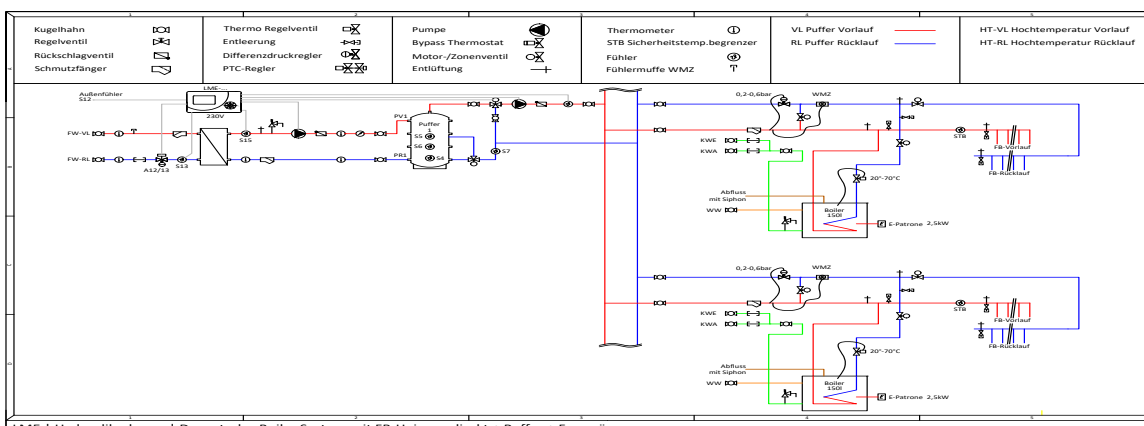 Kugelhahn
Regelventil
Rückschlagventil
Schmutzfänger
Thermo Regelventil
Entleerung
Differenzdruckregler
PTC-Regler
Pumpe
Bypass Thermostat
Motor-/Zonenventil
Entlüftung
Thermometer
STB Sicherheitstemp.begrenzer
Fühler
Fühlermuffe WMZ
VL Puffer Vorlauf
RL Puffer Rücklauf
HT-VL Hochtemperatur Vorlauf
HT-RL Hochtemperatur Rücklauf
Außenfühler
S12
LME-
230V
FW-VL
FW-RL
A12/13
S13
S15
PV1
PR1
Puffer
1
S5
S6
S4
S7
0,2-0,6bar
WMZ
KWE
KWA
STB
FB-Vorlauf
FB-Rücklauf
20°-70°C
Abfluss
mit Siphon
WW
Boiler
150l
E-Patrone 2,5kW
0,2-0,6bar
WMZ
KWE
KWA
STB
FB-Vorlauf
FB-Rücklauf
20°-70°C
Abfluss
mit Siphon
WW
Boiler
150l
E-Patrone 2,5kW